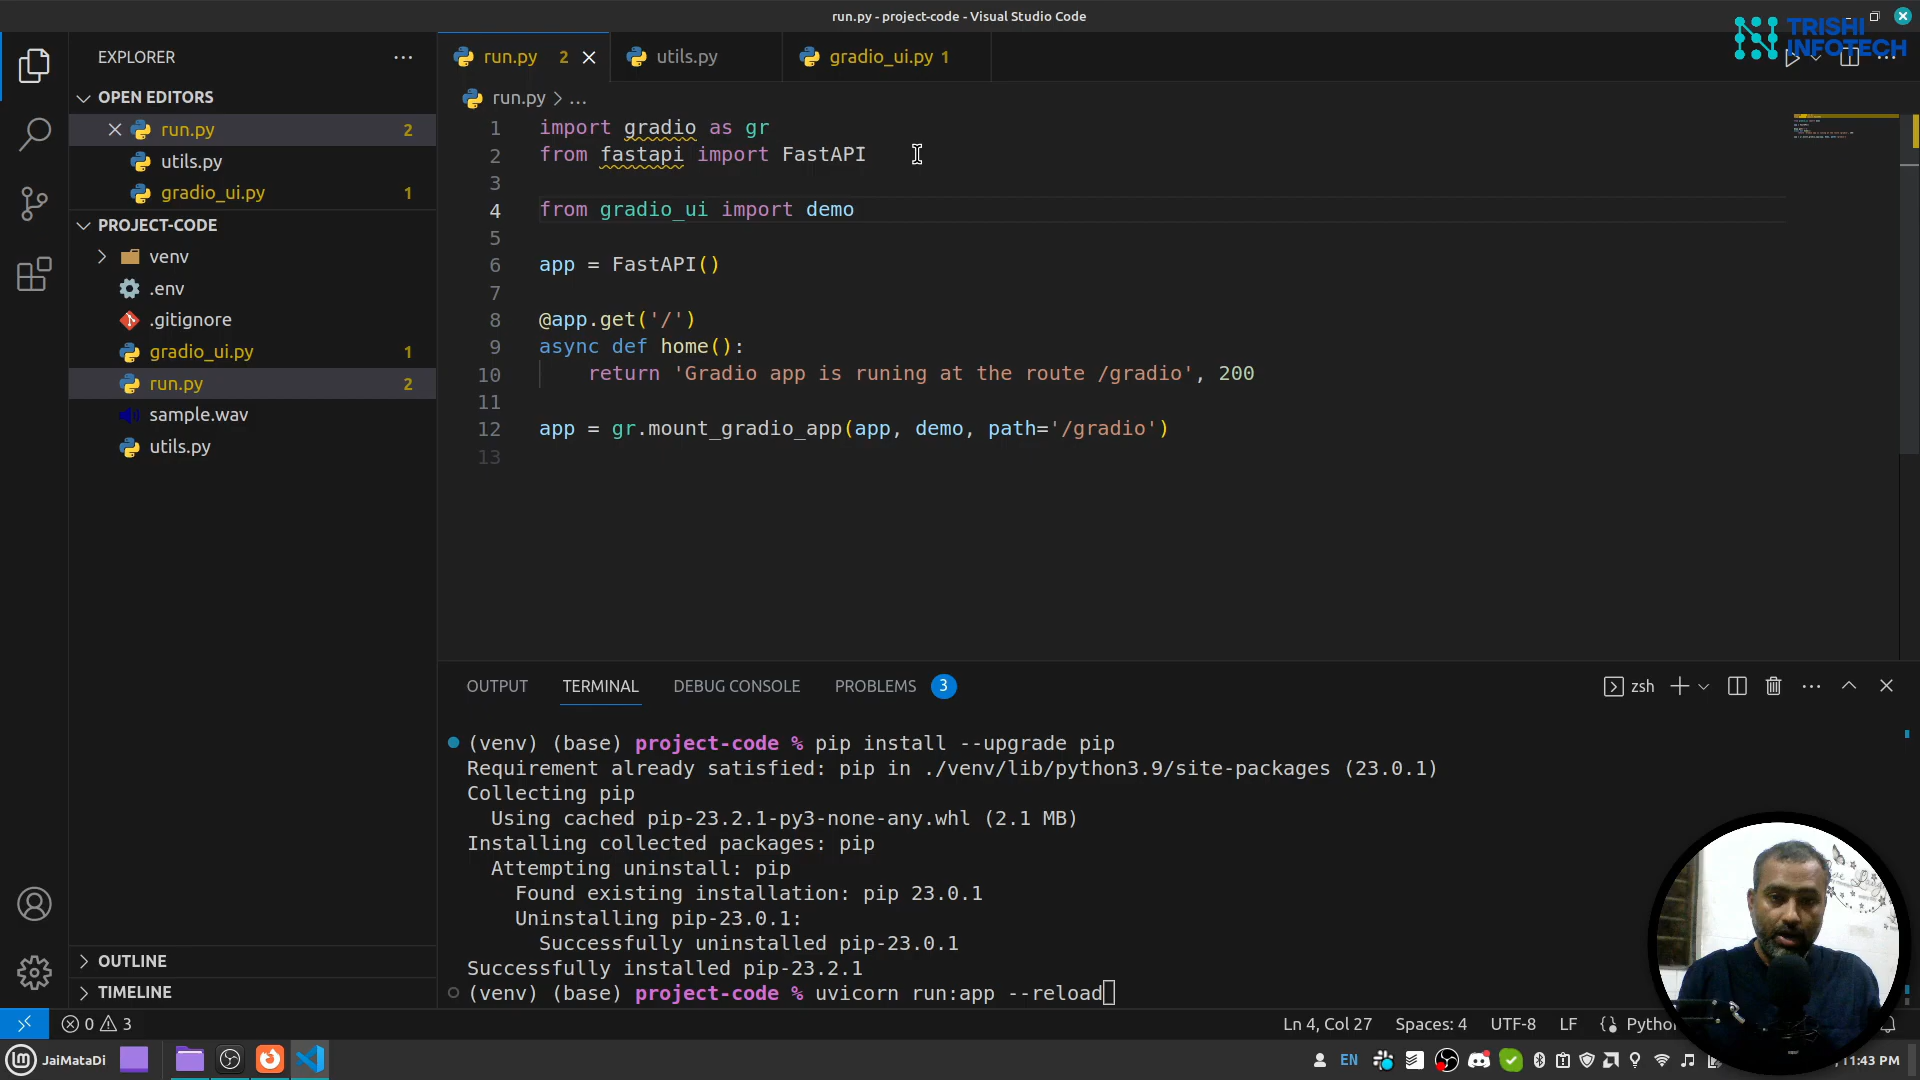 run.py - project-code - Visual Studio Code
TRISHI
INFOTECH
EXPLORER
run.py 2
utils.py
gradio_ui.py 1
OPEN EDITORS
run.py 2
utils.py
gradio_ui.py 1
PROJECT-CODE
venv
.env
.gitignore
gradio_ui.py 1
run.py 2
sample.wav
utils.py
OUTLINE
TIMELINE
run.py > ...
1 import gradio as gr
2 from fastapi import FastAPI
3
4 from gradio_ui import demo
5
6 app = FastAPI()
7
8 @app.get('/')
9 async def home():
10 return 'Gradio app is runing at the route /gradio', 200
11
12 app = gr.mount_gradio_app(app, demo, path='/gradio')
13
OUTPUT TERMINAL DEBUG CONSOLE PROBLEMS 3
zsh
(venv) (base) project-code % pip install --upgrade pip
Requirement already satisfied: pip in ./venv/lib/python3.9/site-packages (23.0.1)
Collecting pip
Using cached pip-23.2.1-py3-none-any.whl (2.1 MB)
Installing collected packages: pip
Attempting uninstall: pip
Found existing installation: pip 23.0.1
Uninstalling pip-23.0.1:
Successfully uninstalled pip-23.0.1
Successfully installed pip-23.2.1
(venv) (base) project-code % uvicorn run:app --reload
0 3
Ln 4, Col 27 Spaces: 4 UTF-8 LF
JaiMataDi
EN
11:43 PM